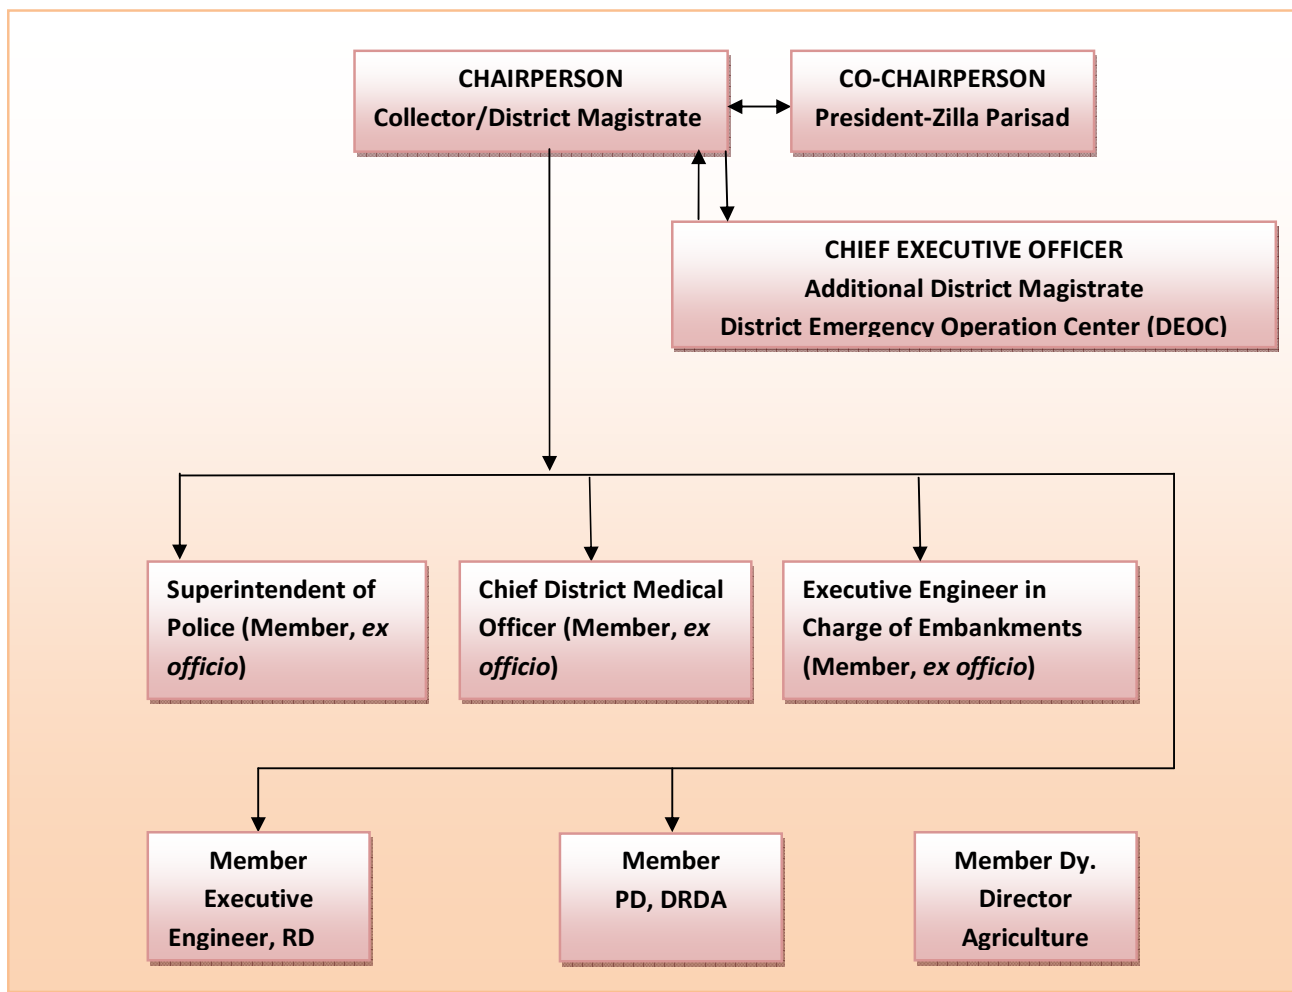 CHAIRPERSON
Collector/District Magistrate
CO-CHAIRPERSON
President-Zilla Parisad
CHIEF EXECUTIVE OFFICER
Additional District Magistrate
District Emergency Operation Center (DEOC)
Superintendent of
Police (Member, ex
officio)
Chief District Medical
Officer (Member, ex
officio)
Executive Engineer in
Charge of Embankments
(Member, ex officio)
Member
Executive
Engineer, RD
Member
PD, DRDA
Member Dy.
Director
Agriculture